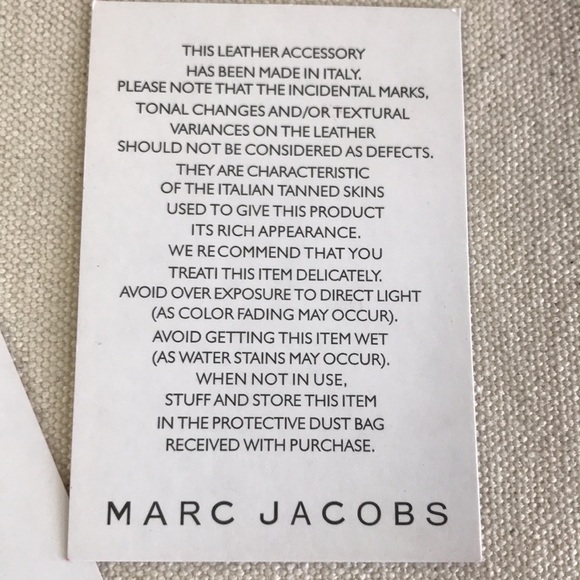 THIS LEATHER ACCESSORY
HAS BEEN MADE IN ITALY.
PLEASE NOTE THAT THE INCIDENTAL MARKS,
TONAL CHANGES AND/OR TEXTURAL
VARIANCES ON THE LEATHER
SHOULD NOT BE CONSIDERED AS DEFECTS.
THEY ARE CHARACTERISTIC
OF THE ITALIAN TANNED SKINS
USED TO GIVE THIS PRODUCT
ITS RICH APPEARANCE.
WE RECOMMEND THAT YOU
TREATI THIS ITEM DELICATELY.
AVOID OVER EXPOSURE TO DIRECT LIGHT
(AS COLOR FADING MAY OCCUR).
AVOID GETTING THIS ITEM WET
(AS WATER STAINS MAY OCCUR).
WHEN NOT IN USE,
STUFF AND STORE THIS ITEM
IN THE PROTECTIVE DUST BAG
RECEIVED WITH PURCHASE.
MARC JACOBS